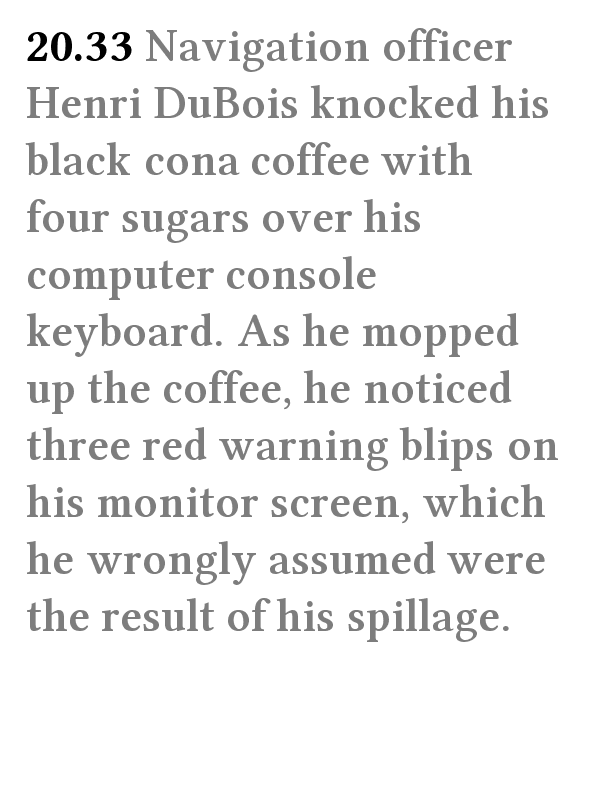 20.33 Navigation officer
Henri DuBois knocked his
black cona coffee with
four sugars over his
computer console
keyboard. As he mopped
up the coffee, he noticed
three red warning blips on
his monitor screen, which
he wrongly assumed were
the result of his spillage.